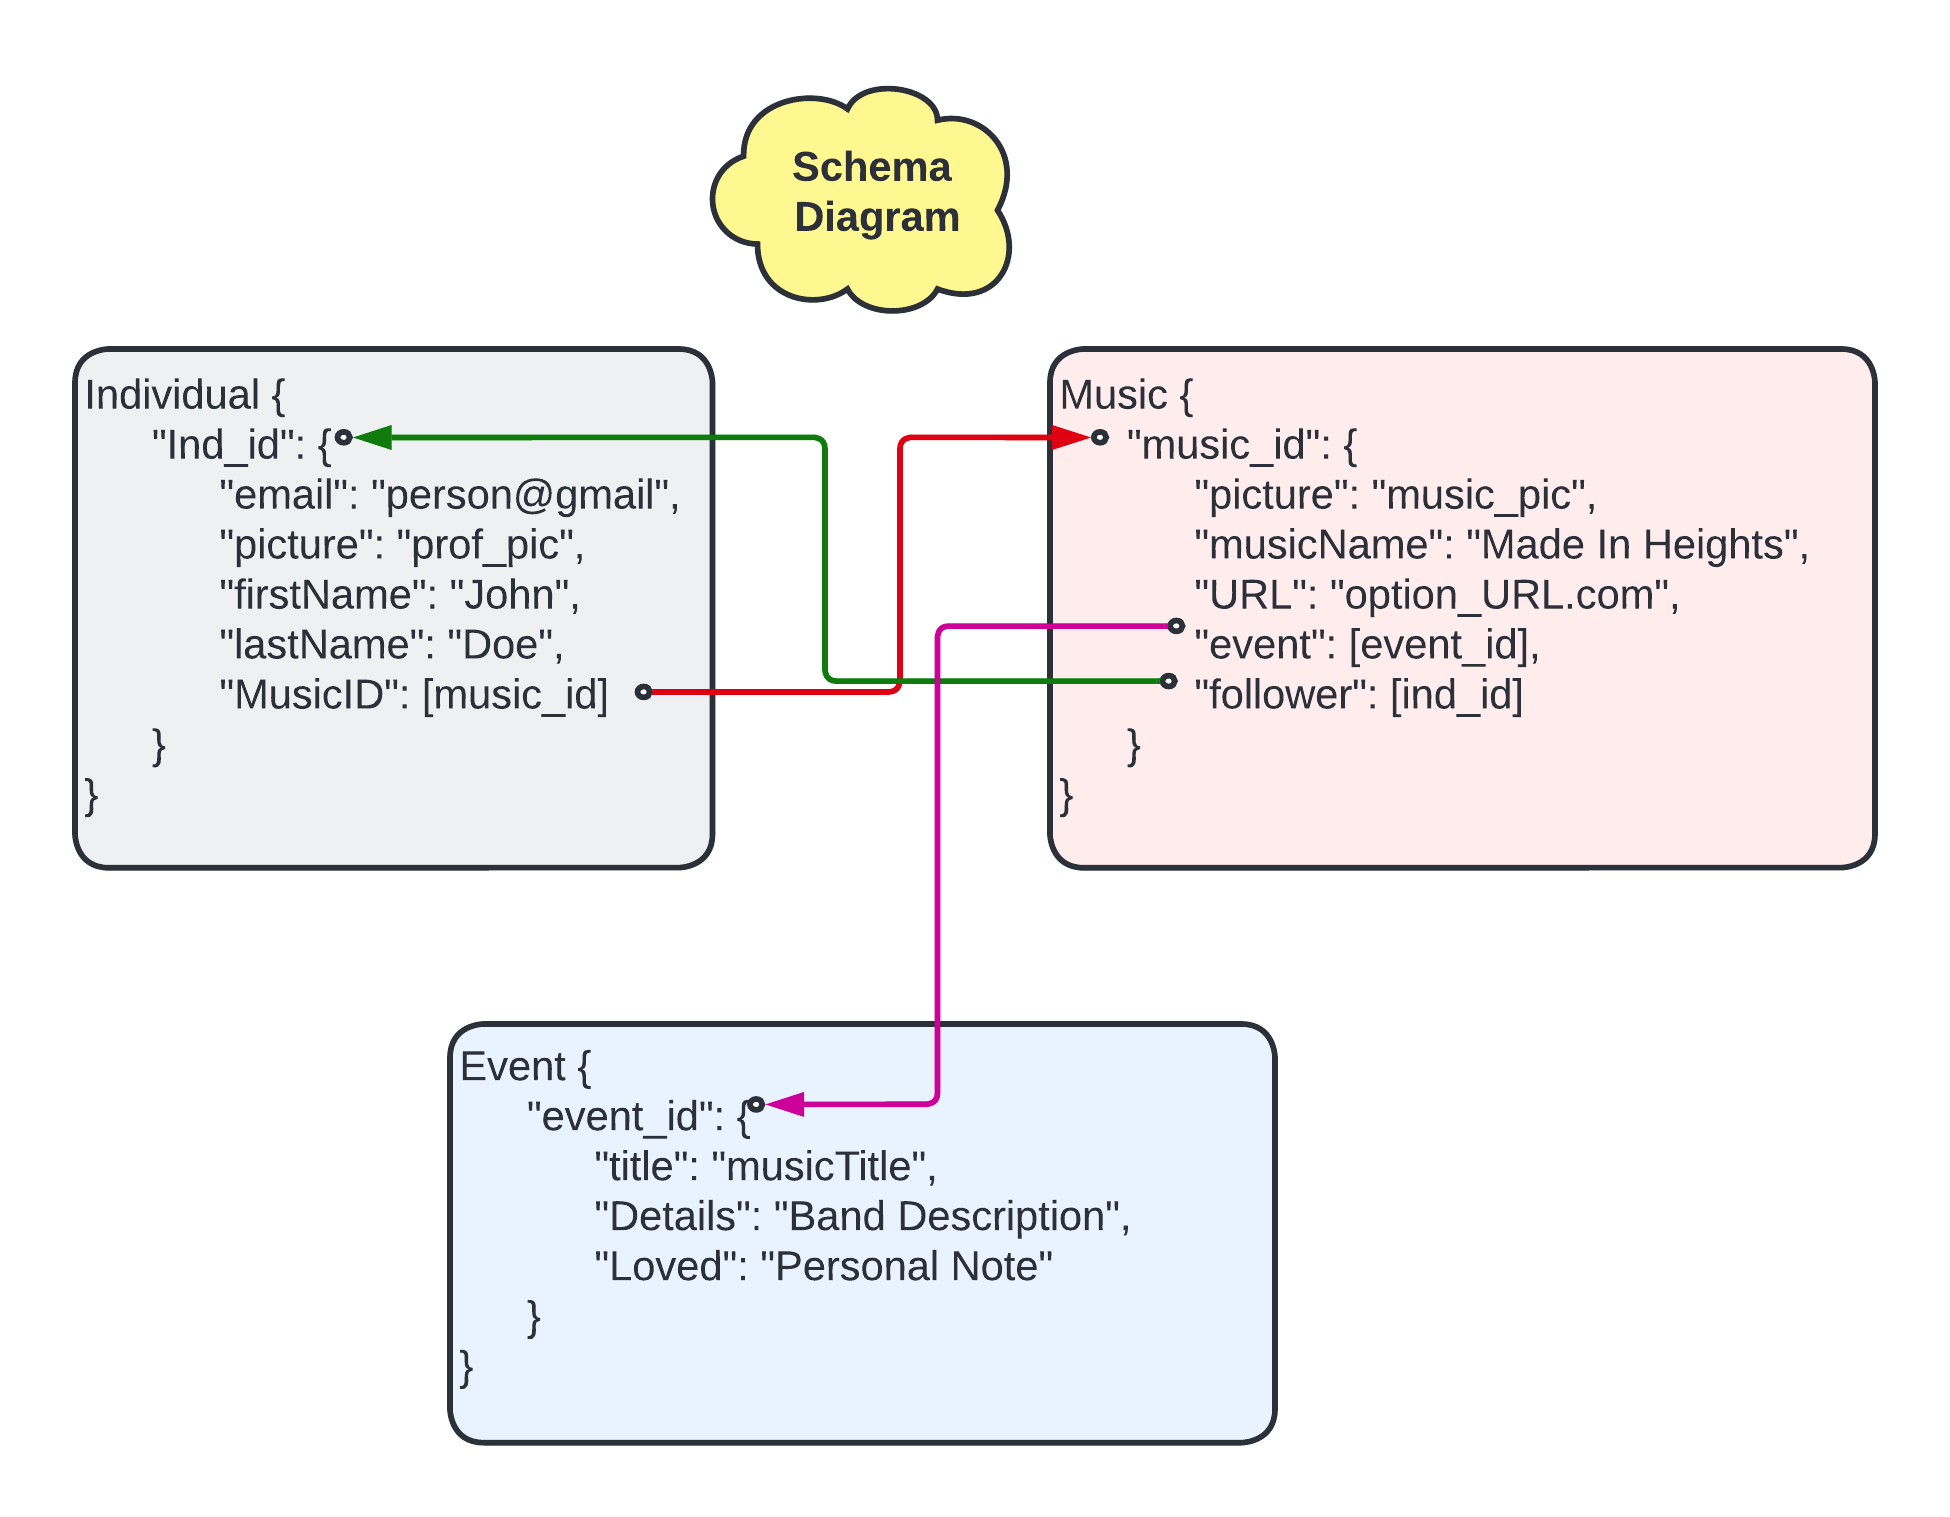 Schema
Diagram
Individual {
"Ind_id": {
"email": "person@gmail",
"picture": "prof_pic",
"firstName": "John",
"lastName": "Doe",
"MusicID": [music_id]
}
}
Music {
"music_id": {
"picture": "music_pic",
"musicName": "Made In Heights",
"URL": "option_URL.com",
"event": [event_id],
"follower": [ind_id]
}
}
Event {
"event_id": {
"title": "musicTitle",
"Details": "Band Description",
"Loved": "Personal Note"
}
}